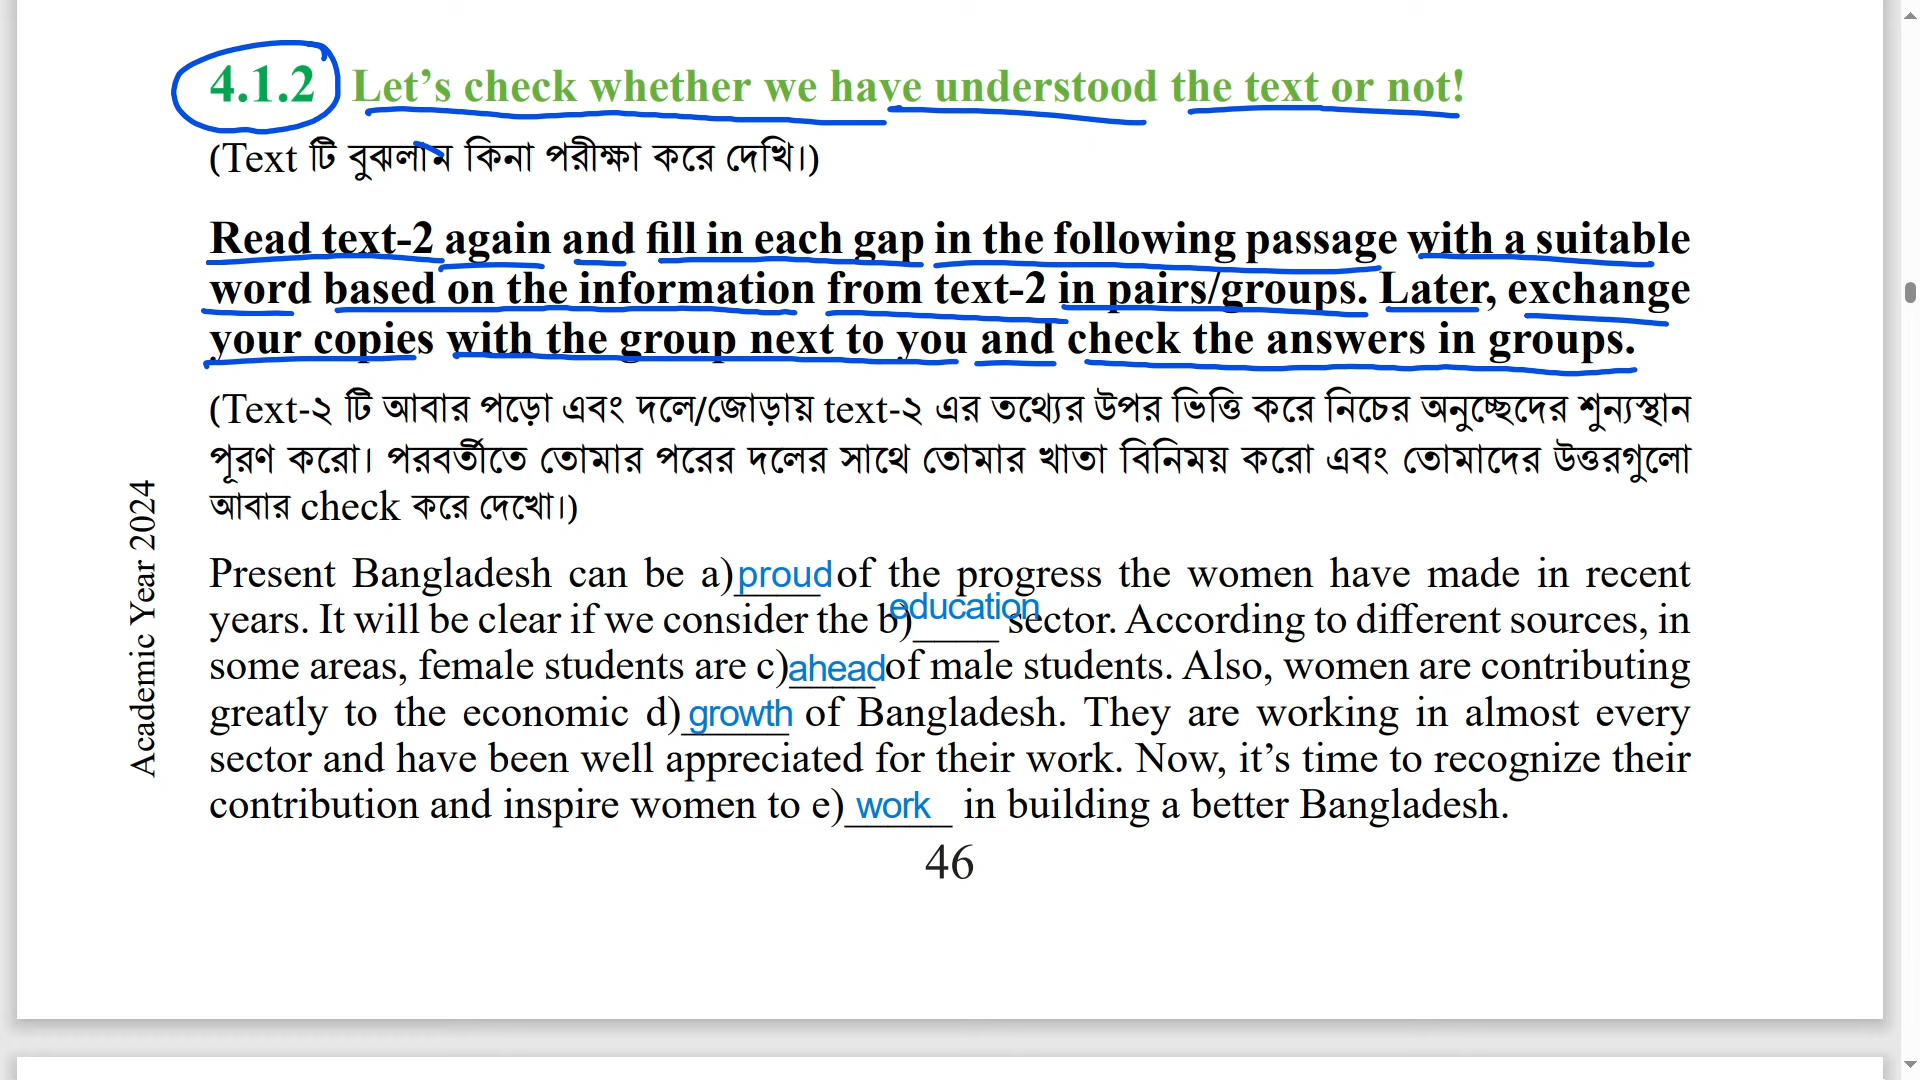 4.1.2 Let’s check whether we have understood the text or not!
(Text টি বুঝলাম কিনা পরীক্ষা করে দেখি।)
Read text-2 again and fill in each gap in the following passage with a suitable
word based on the information from text-2 in pairs/groups. Later, exchange
your copies with the group next to you and check the answers in groups.
(Text-২ টি আবার পড়ো এবং দলে/জোড়ায় text-২ এর তথ্যের উপর ভিত্তি করে নিচের অনুচ্ছেদের শুন্যস্থান
পূরণ করো। পরবর্তীতে তোমার পরের দলের সাথে তোমার খাতা বিনিময় করো এবং তোমাদের উত্তরগুলো
আবার check করে দেখো।)
Present Bangladesh can be a) proud of the progress the women have made in recent
years. It will be clear if we consider the b) education sector. According to different sources, in
some areas, female students are c) ahead of male students. Also, women are contributing
greatly to the economic d) growth of Bangladesh. They are working in almost every
sector and have been well appreciated for their work. Now, it’s time to recognize their
contribution and inspire women to e) work in building a better Bangladesh.
46
Academic Year 2024